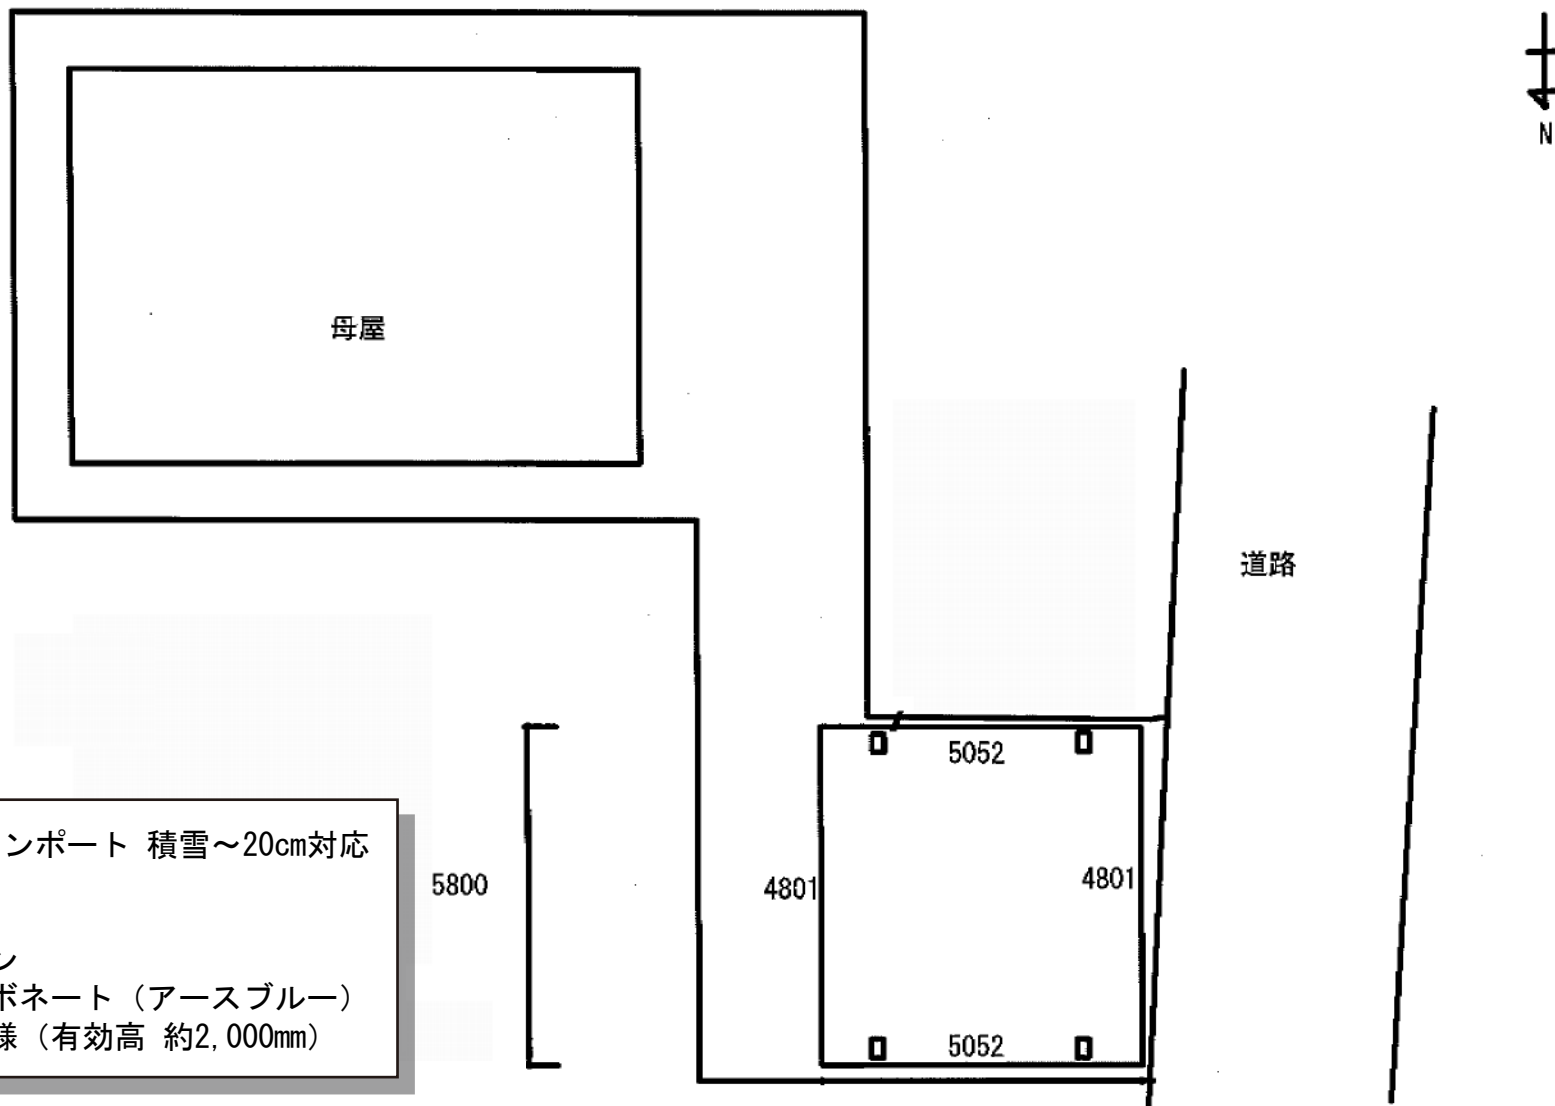 N
母屋
道路
5052
ンポート 積雪～20cm対応
5800
4801
4801
ン
ボネート（アースブルー）
様（有効高 約2,000mm）
5052